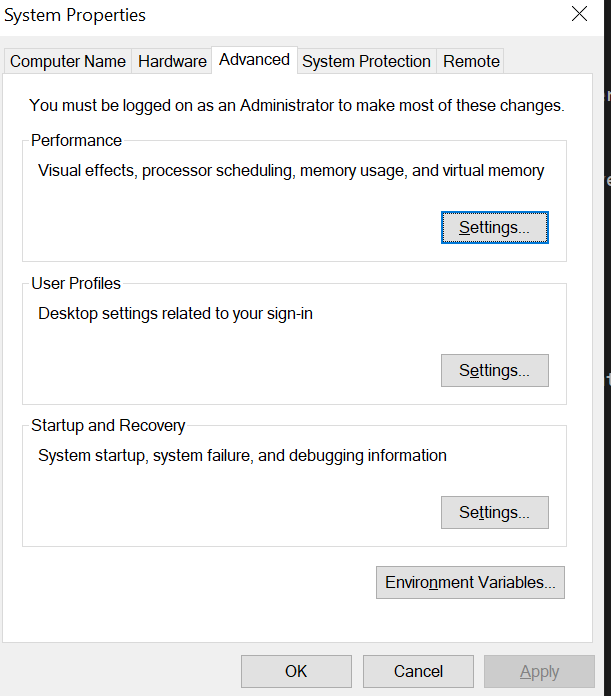 System Properties
Computer Name Hardware Advanced System Protection Remote
You must be logged on as an Administrator to make most of these changes.
Performance
Visual effects, processor scheduling, memory usage, and virtual memory
Settings...
User Profiles
Desktop settings related to your sign-in
Settings...
Startup and Recovery
System startup, system failure, and debugging information
Settings...
Environment Variables...
OK Cancel Apply